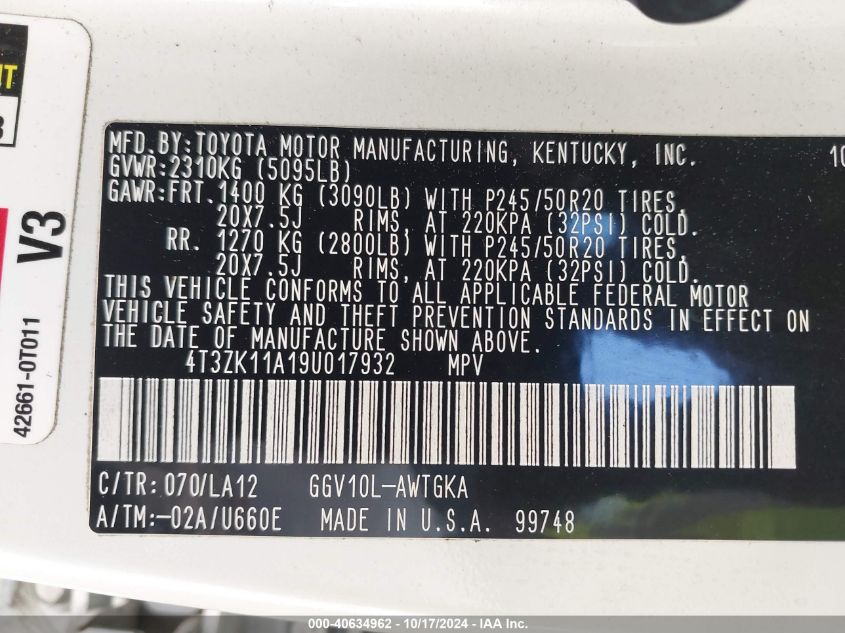 MFD.BY:TOYOTA MOTOR MANUFACTURING, KENTUCKY, INC. 10
GVWR:2310KG (5095LB)
GAWR:FRT. 1400 KG (3090LB) WITH P245/50R20 TIRES,
20X7.5J RIMS, AT 220KPA (32PSI) COLD.
RR. 1270 KG (2800LB) WITH P245/50R20 TIRES,
20X7.5J RIMS, AT 220KPA (32PSI) COLD.
THIS VEHICLE CONFORMS TO ALL APPLICABLE FEDERAL MOTOR
VEHICLE SAFETY AND THEFT PREVENTION STANDARDS IN EFFECT ON
THE DATE OF MANUFACTURE SHOWN ABOVE.
4T3ZK11A19U017932 MPV
C/TR: 070/LA12 GGV10L-AWTGKA
A/TM:-02A/U660E MADE IN U.S.A. 99748
V3
42661-0T011
000-40634962 - 10/17/2024 - IAA Inc.